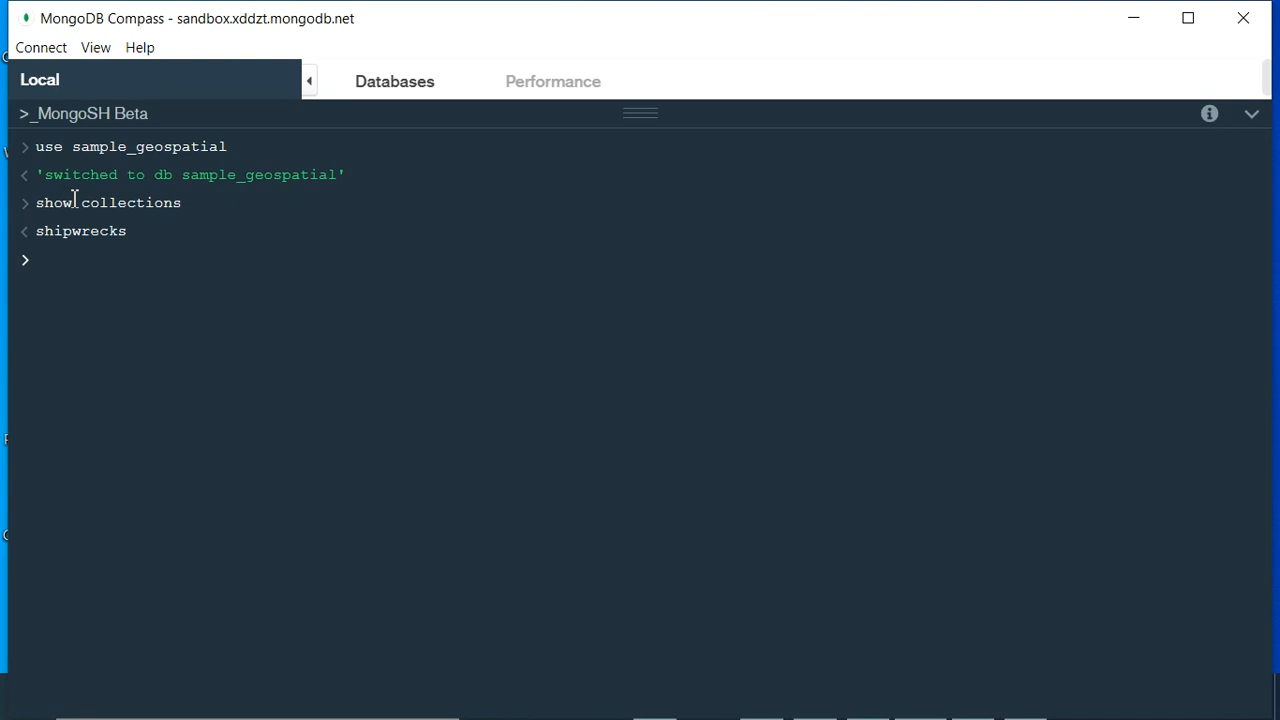 MongoDB Compass - sandbox.xddzt.mongodb.net
Connect View Help
Local Databases Performance
>_MongoSH Beta
> use sample_geospatial
< 'switched to db sample_geospatial'
> show collections
< shipwrecks
>